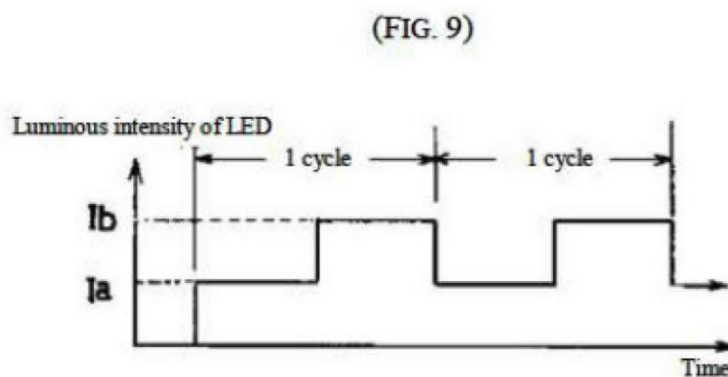 (FIG. 9)
Luminous intensity of LED
1 cycle
1 cycle
Ib
Ia
Time